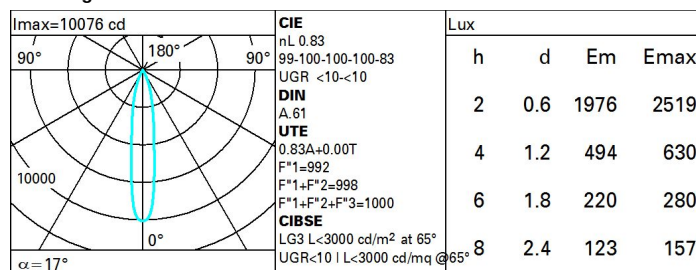 Imax=10076 cd
90°
180°
90°
10000
0°
α=17°
CIE
nL 0.83
99-100-100-100-83
UGR <10-<10
DIN
A.61
UTE
0.83A+0.00T
F"1=992
F"1+F"2=998
F"1+F"2+F"3=1000
CIBSE
LG3 L<3000 cd/m² at 65°
UGR<10 | L<3000 cd/mq @65°
Lux
h d Em Emax
2 0.6 1976 2519
4 1.2 494 630
6 1.8 220 280
8 2.4 123 157